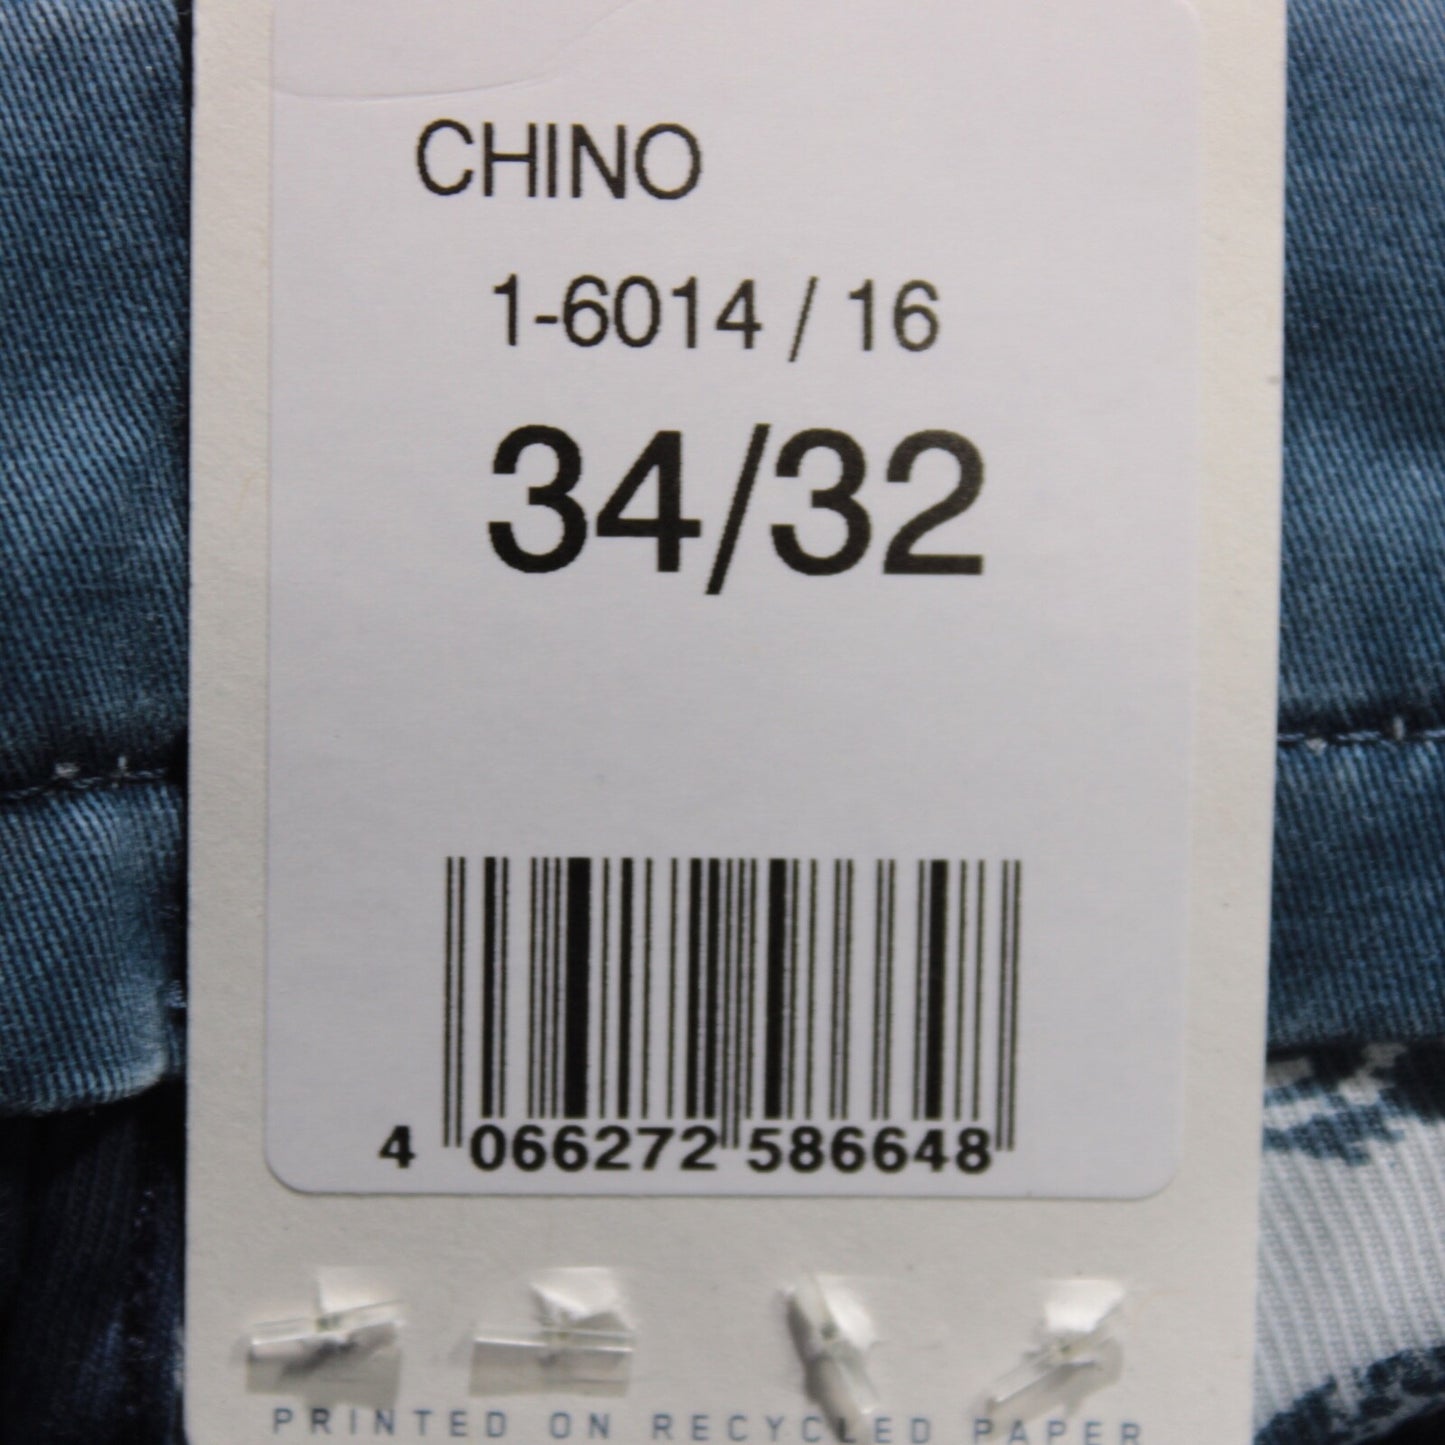 CHINO
1-6014 / 16
34/32
4 066272 586648
PRINTED ON RECYCLED PAPER